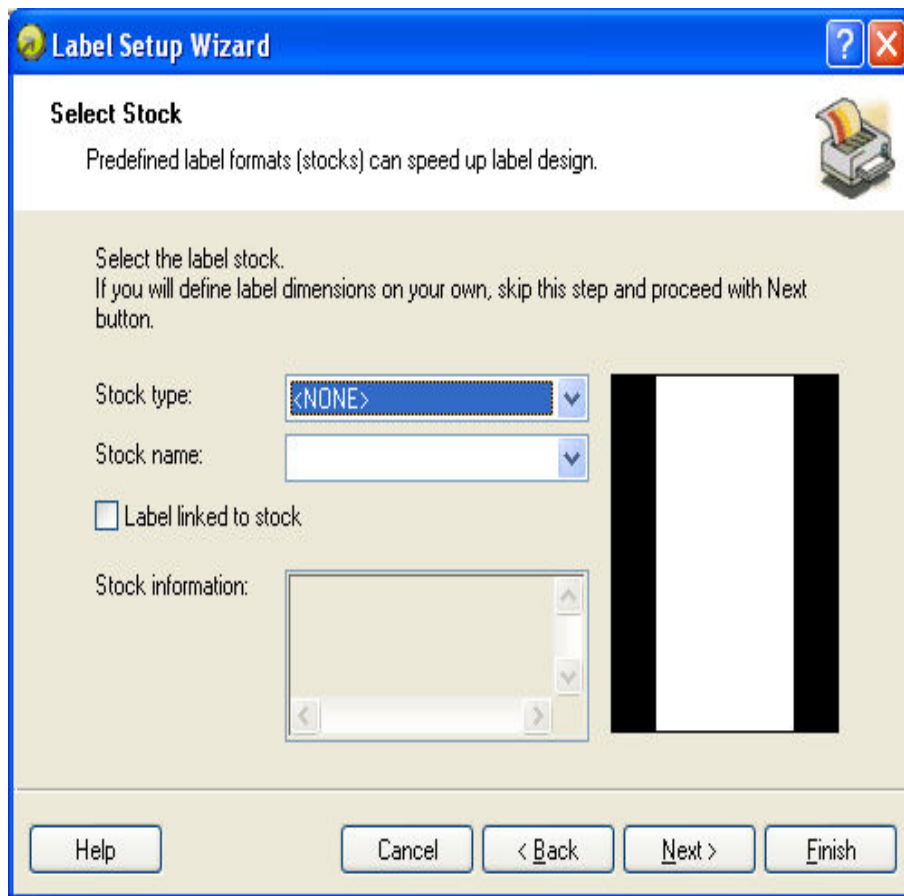 Label Setup Wizard
Select Stock
Predefined label formats (stocks) can speed up label design.
Select the label stock.
If you will define label dimensions on your own, skip this step and proceed with Next
button.
Stock type:
<NONE>
Stock name:
Label linked to stock
Stock information:
Help
Cancel
< Back
Next >
Finish